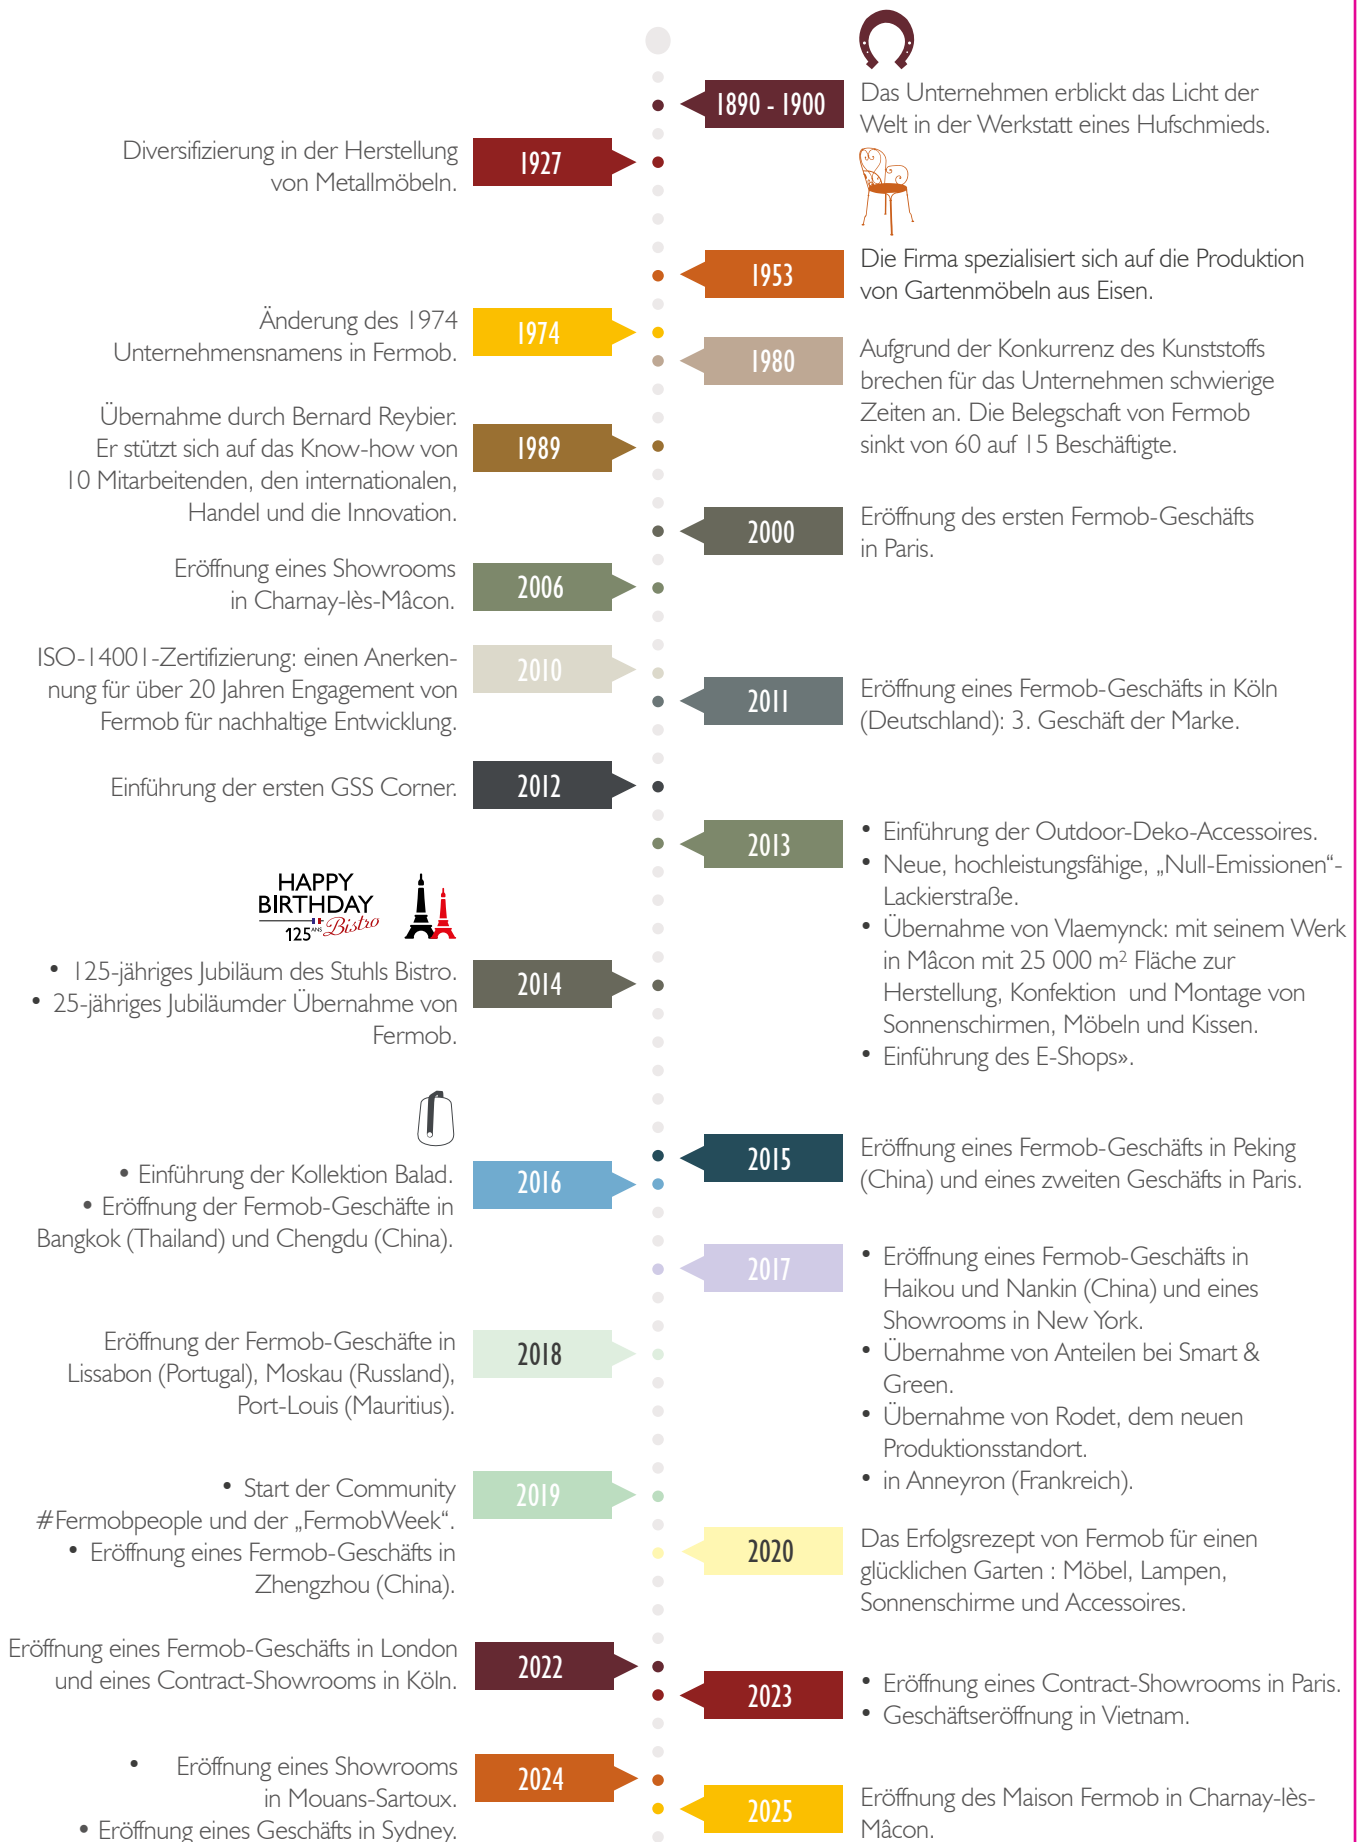 1890 - 1900
Das Unternehmen erblickt das Licht der
Welt in der Werkstatt eines Hufschmieds.
Diversifizierung in der Herstellung
von Metallmöbeln.
1927
1953
Die Firma spezialisiert sich auf die Produktion
von Gartenmöbeln aus Eisen.
Änderung des 1974
Unternehmensnamens in Fermob.
1974
1980
Aufgrund der Konkurrenz des Kunststoffs
brechen für das Unternehmen schwierige
Zeiten an. Die Belegschaft von Fermob
sinkt von 60 auf 15 Beschäftigte.
Übernahme durch Bernard Reybier.
Er stützt sich auf das Know-how von
10 Mitarbeitenden, den internationalen,
Handel und die Innovation.
1989
2000
Eröffnung des ersten Fermob-Geschäfts
in Paris.
Eröffnung eines Showrooms
in Charnay-lès-Mâcon.
2006
ISO-14001-Zertifizierung: einen Anerken-
nung für über 20 Jahren Engagement von
Fermob für nachhaltige Entwicklung.
2010
2011
Eröffnung eines Fermob-Geschäfts in Köln
(Deutschland): 3. Geschäft der Marke.
Einführung der ersten GSS Corner.
2012
2013
• Einführung der Outdoor-Deko-Accessoires.
• Neue, hochleistungsfähige, „Null-Emissionen“-
Lackierstraße.
• Übernahme von Vlaemynck: mit seinem Werk
in Mâcon mit 25 000 m² Fläche zur
Herstellung, Konfektion und Montage von
Sonnenschirmen, Möbeln und Kissen.
• Einführung des E-Shops».
HAPPY
BIRTHDAY
125 ANS Bistro
• 125-jähriges Jubiläum des Stuhls Bistro.
• 25-jähriges Jubiläumder Übernahme von
Fermob.
2014
2015
Eröffnung eines Fermob-Geschäfts in Peking
(China) und eines zweiten Geschäfts in Paris.
• Einführung der Kollektion Balad.
• Eröffnung der Fermob-Geschäfte in
Bangkok (Thailand) und Chengdu (China).
2016
2017
• Eröffnung eines Fermob-Geschäfts in
Haikou und Nankin (China) und eines
Showrooms in New York.
• Übernahme von Anteilen bei Smart &
Green.
• Übernahme von Rodet, dem neuen
Produktionsstandort.
• in Anneyron (Frankreich).
Eröffnung der Fermob-Geschäfte in
Lissabon (Portugal), Moskau (Russland),
Port-Louis (Mauritius).
2018
• Start der Community
#Fermobpeople und der „FermobWeek“.
• Eröffnung eines Fermob-Geschäfts in
Zhengzhou (China).
2019
2020
Das Erfolgsrezept von Fermob für einen
glücklichen Garten : Möbel, Lampen,
Sonnenschirme und Accessoires.
Eröffnung eines Fermob-Geschäfts in London
und eines Contract-Showrooms in Köln.
2022
2023
• Eröffnung eines Contract-Showrooms in Paris.
• Geschäftseröffnung in Vietnam.
• Eröffnung eines Showrooms
in Mouans-Sartoux.
• Eröffnung eines Geschäfts in Sydney.
2024
2025
Eröffnung des Maison Fermob in Charnay-lès-
Mâcon.